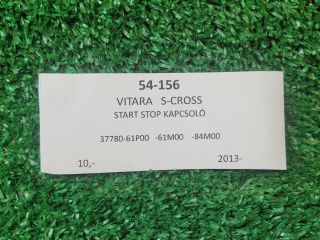 54-156
VITARA S-CROSS
START STOP KAPCSOLÓ
37780-61P00 -61M00 -84M00
10,- 2013-